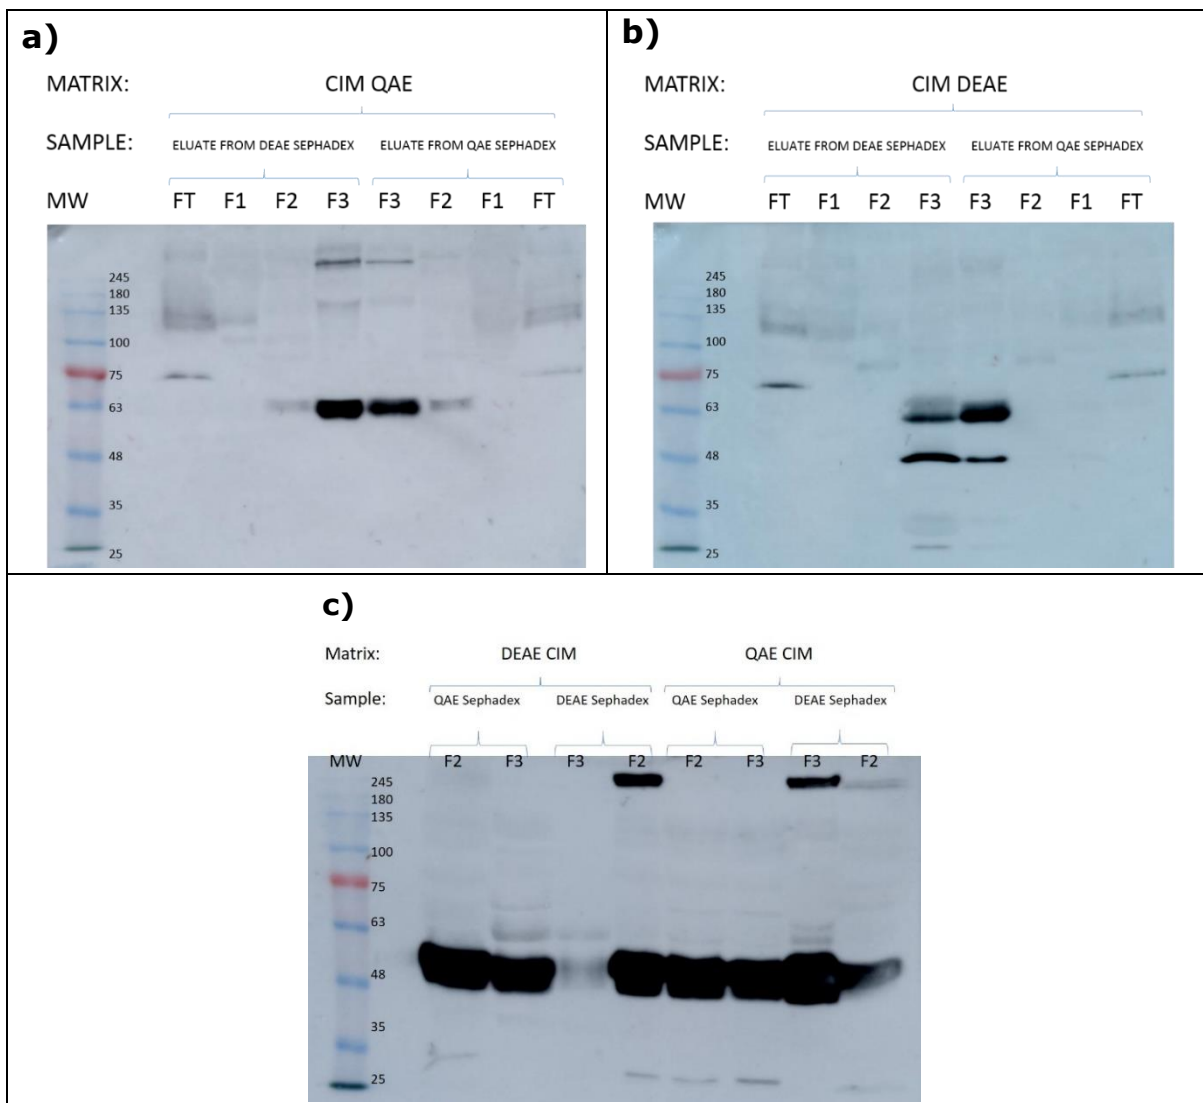 a)
MATRIX: CIM QAE
SAMPLE: ELUATE FROM DEAE SEPHADEX ELUATE FROM QAE SEPHADEX
MW FT F1 F2 F3 F3 F2 F1 FT
245
180
135
100
75
63
48
35
25
b)
MATRIX: CIM DEAE
SAMPLE: ELUATE FROM DEAE SEPHADEX ELUATE FROM QAE SEPHADEX
MW FT F1 F2 F3 F3 F2 F1 FT
245
180
135
100
75
63
48
35
25
c)
Matrix: DEAE CIM QAE CIM
Sample: QAE Sephadex DEAE Sephadex QAE Sephadex DEAE Sephadex
MW F2 F3 F3 F2 F2 F3 F3 F2
245
180
135
100
75
63
48
35
25